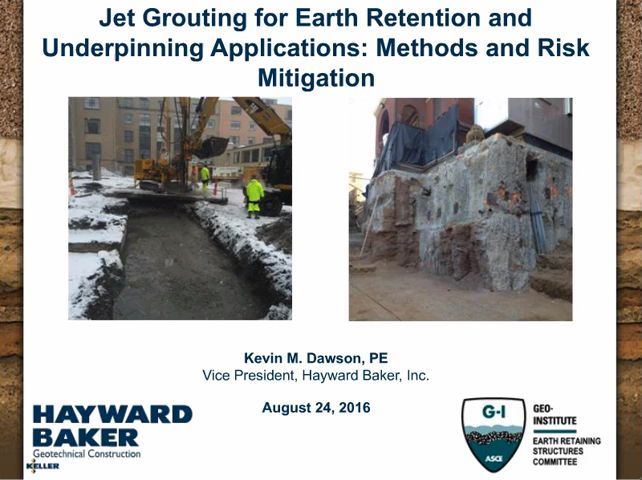 Jet Grouting for Earth Retention and
Underpinning Applications: Methods and Risk
Mitigation
Kevin M. Dawson, PE
Vice President, Hayward Baker, Inc.
August 24, 2016
HAYWARD
BAKER
Geotechnical Construction
KELLER
G-I
ASCE
GEO-
INSTITUTE
EARTH RETAINING
STRUCTURES
COMMITTEE